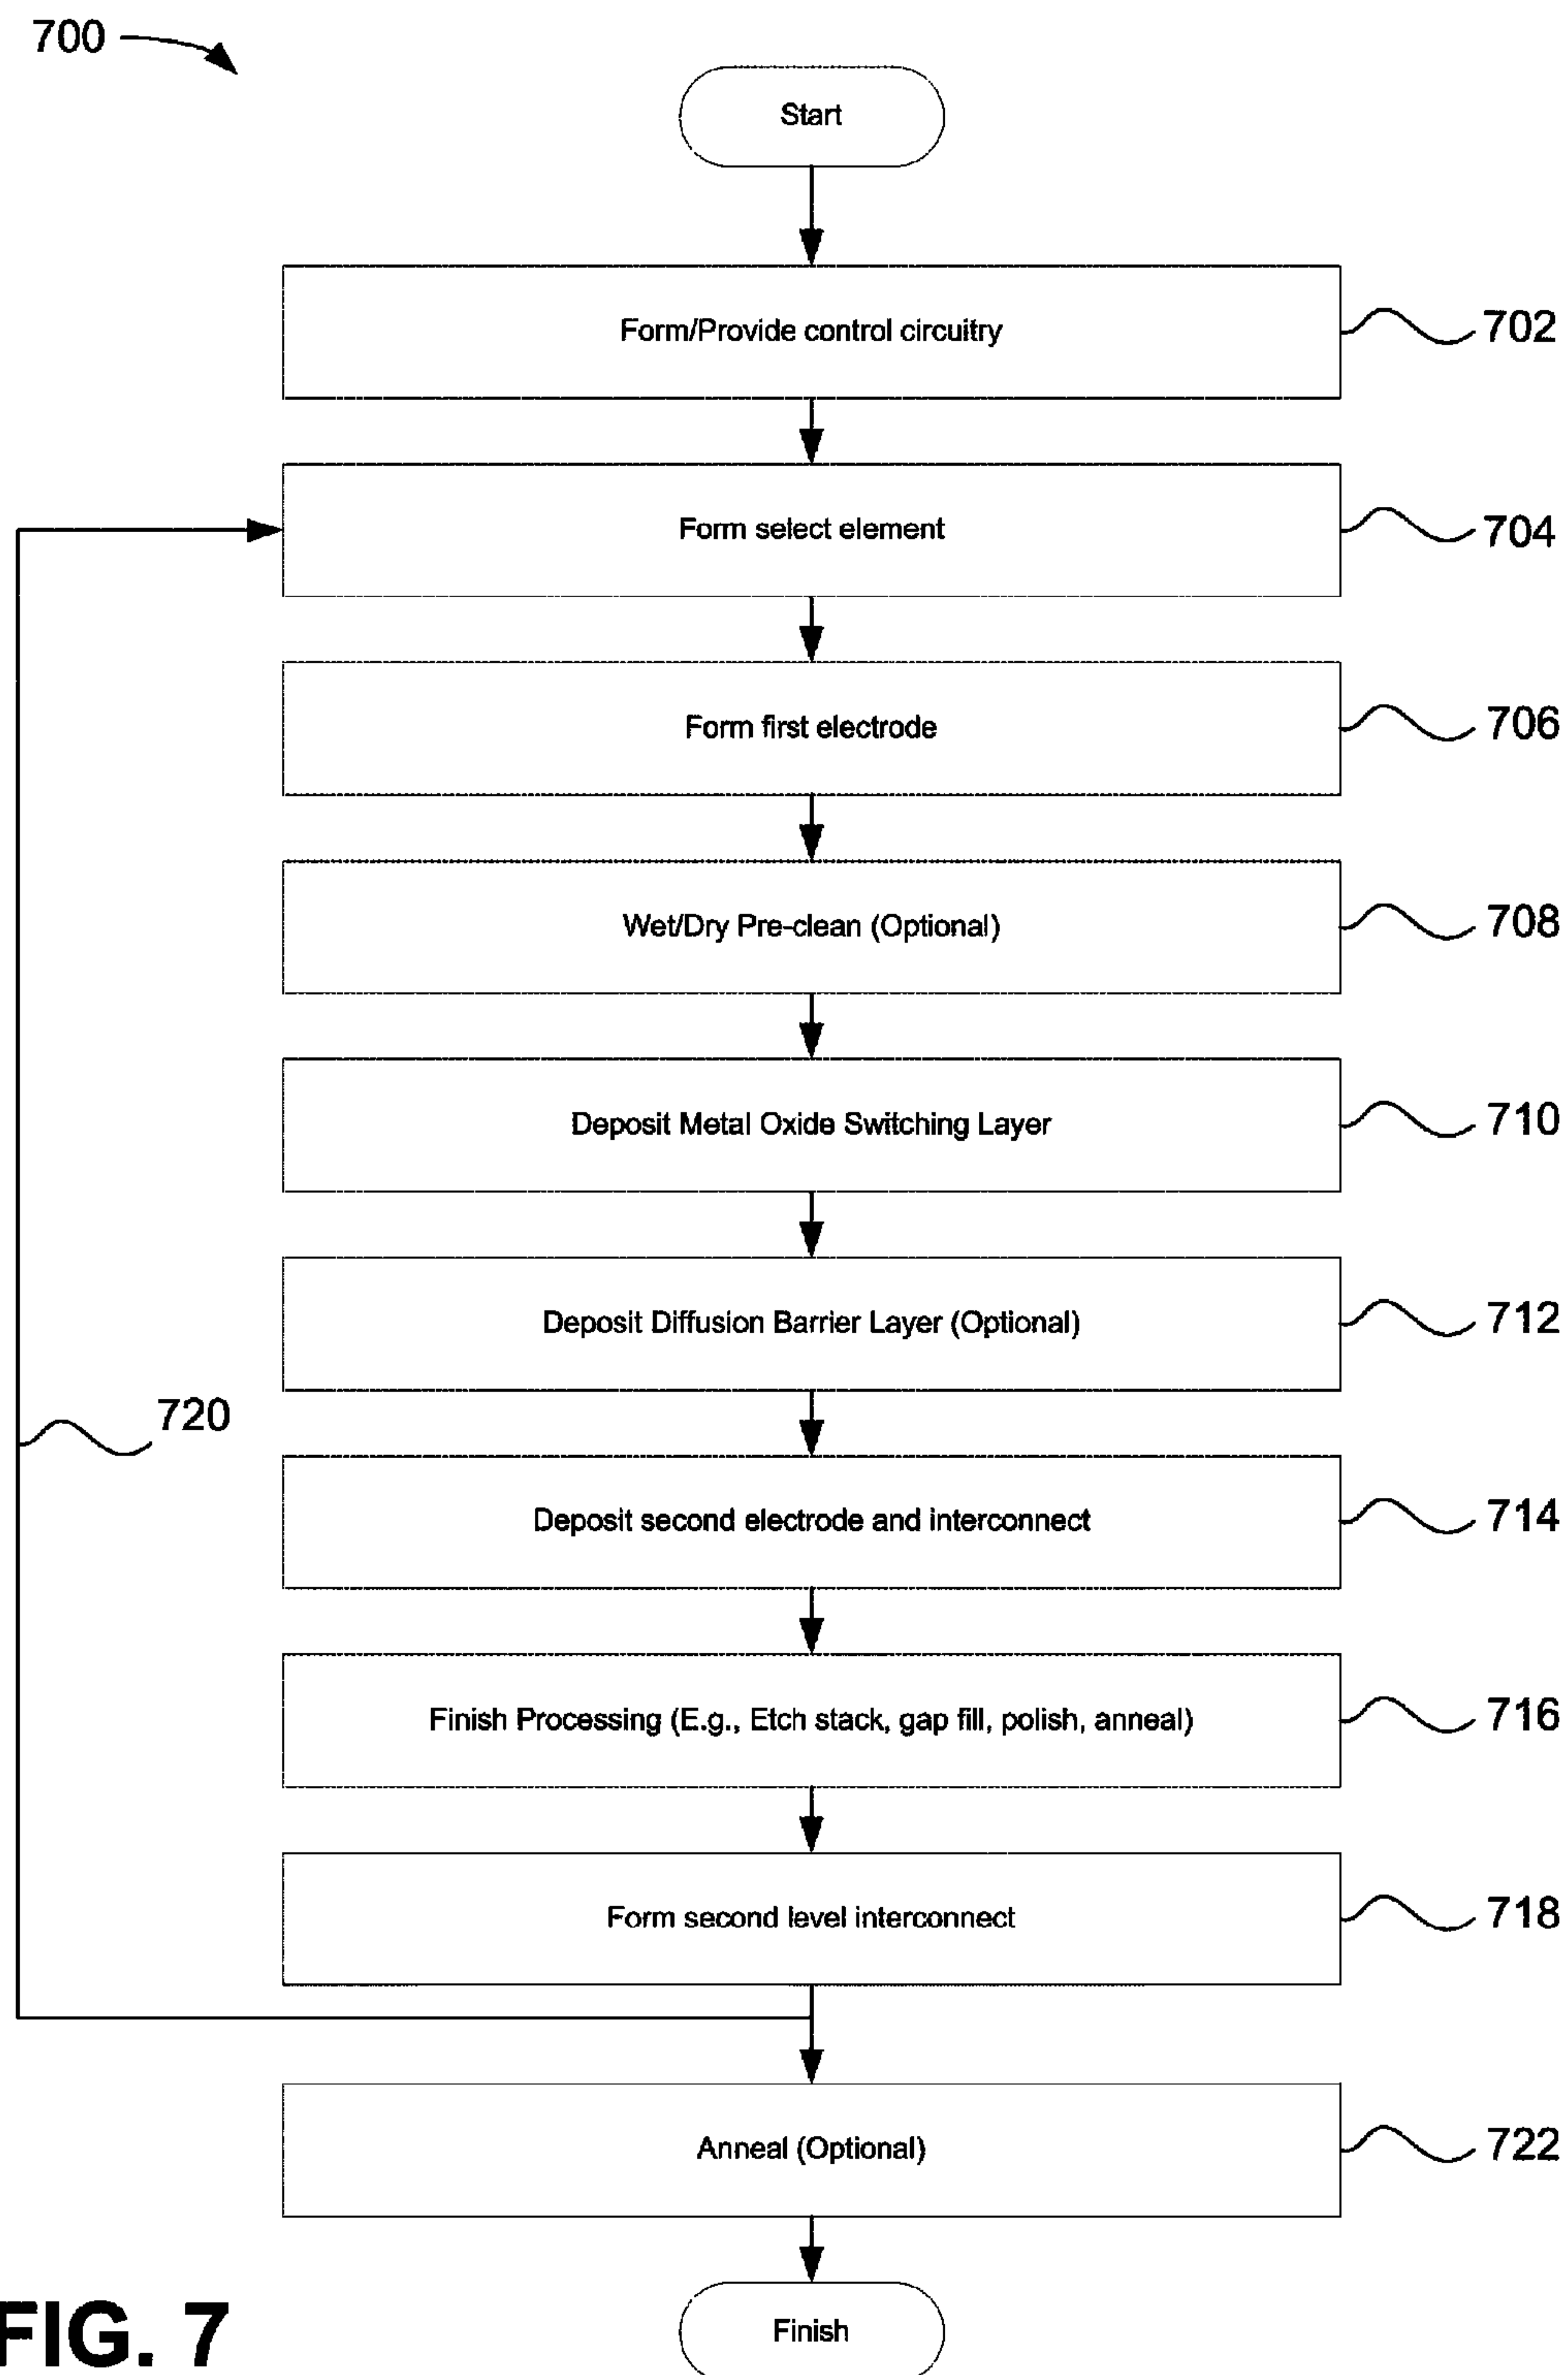 700
Start
Form/Provide control circuitry
702
Form select element
704
Form first electrode
706
Wet/Dry Pre-clean (Optional)
708
Deposit Metal Oxide Switching Layer
710
Deposit Diffusion Barrier Layer (Optional)
712
720
Deposit second electrode and interconnect
714
Finish Processing (E.g., Etch stack, gap fill, polish, anneal)
716
Form second level interconnect
718
Anneal (Optional)
722
Finish
FIG. 7